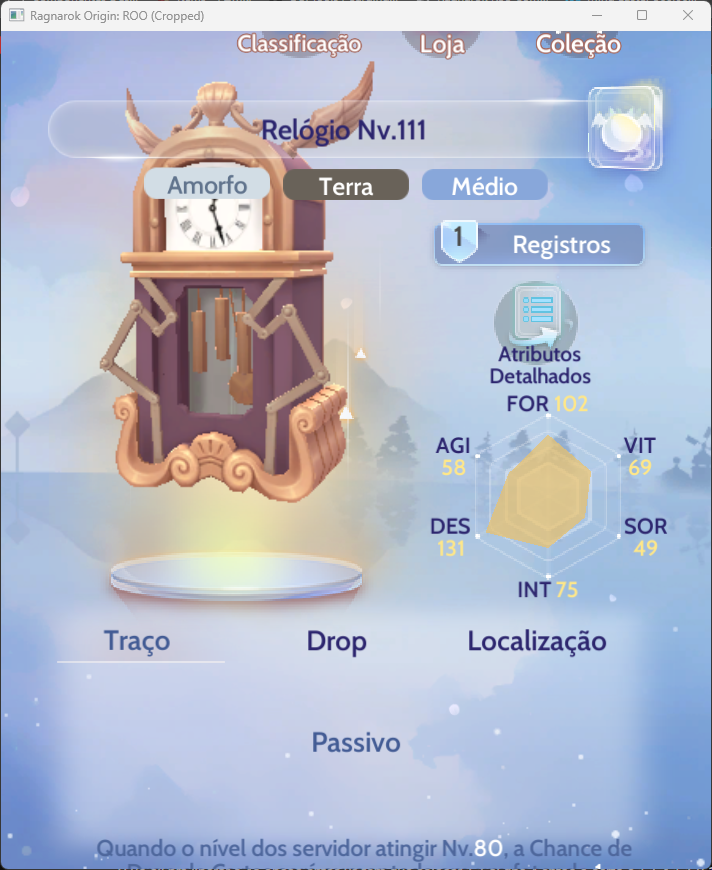 Ragnarok Origin: ROO (Cropped)
Classificação Loja Coleção
Relógio Nv.111
Amorfo Terra Médio
1 Registros
Atributos
Detalhados
FOR 102
AGI VIT
58 69
DES SOR
131 49
INT 75
Traço Drop Localização
Passivo
Quando o nível dos servidor atingir Nv.80, a Chance de